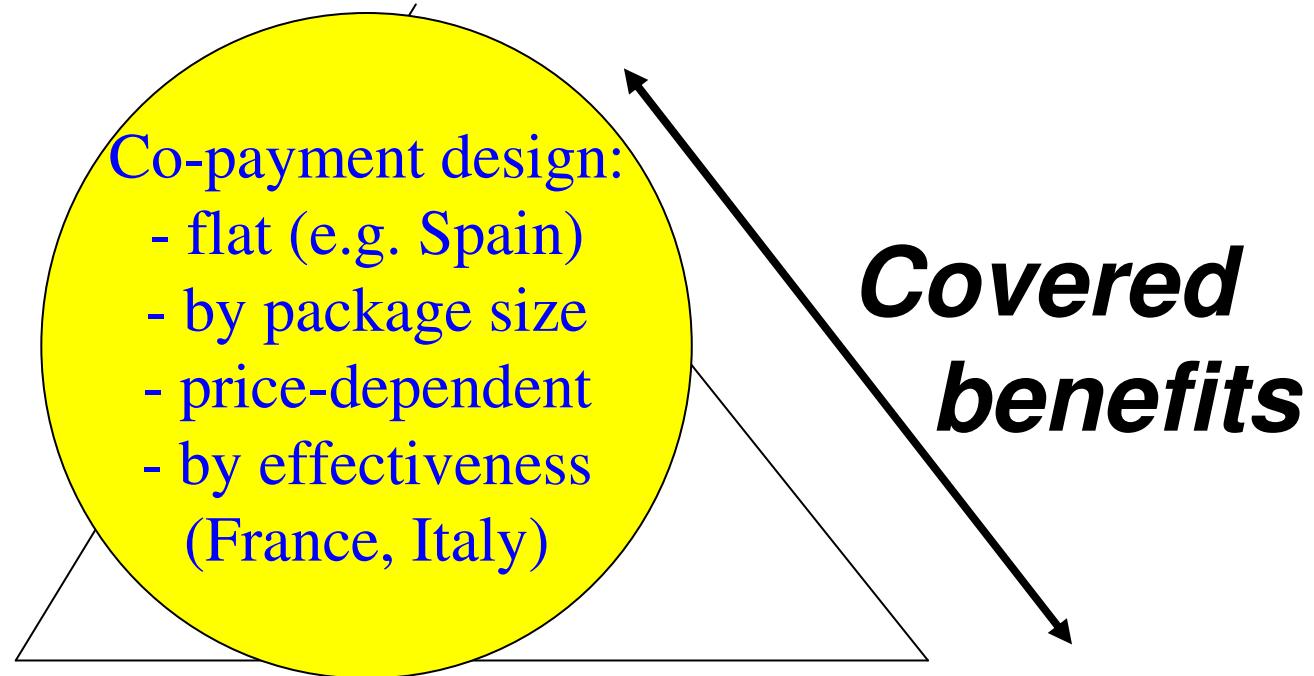 Co-payment design:
- flat (e.g. Spain)
- by package size
- price-dependent
- by effectiveness
(France, Italy)
Covered
benefits